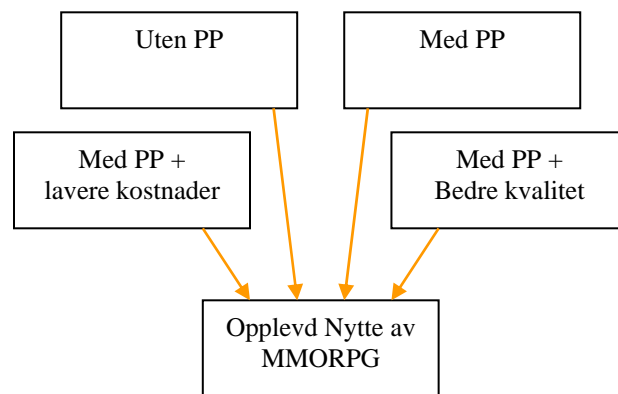 Uten PP
Med PP
Med PP +
lavere kostnader
Med PP +
Bedre kvalitet
Opplevd Nytte av
MMORPG